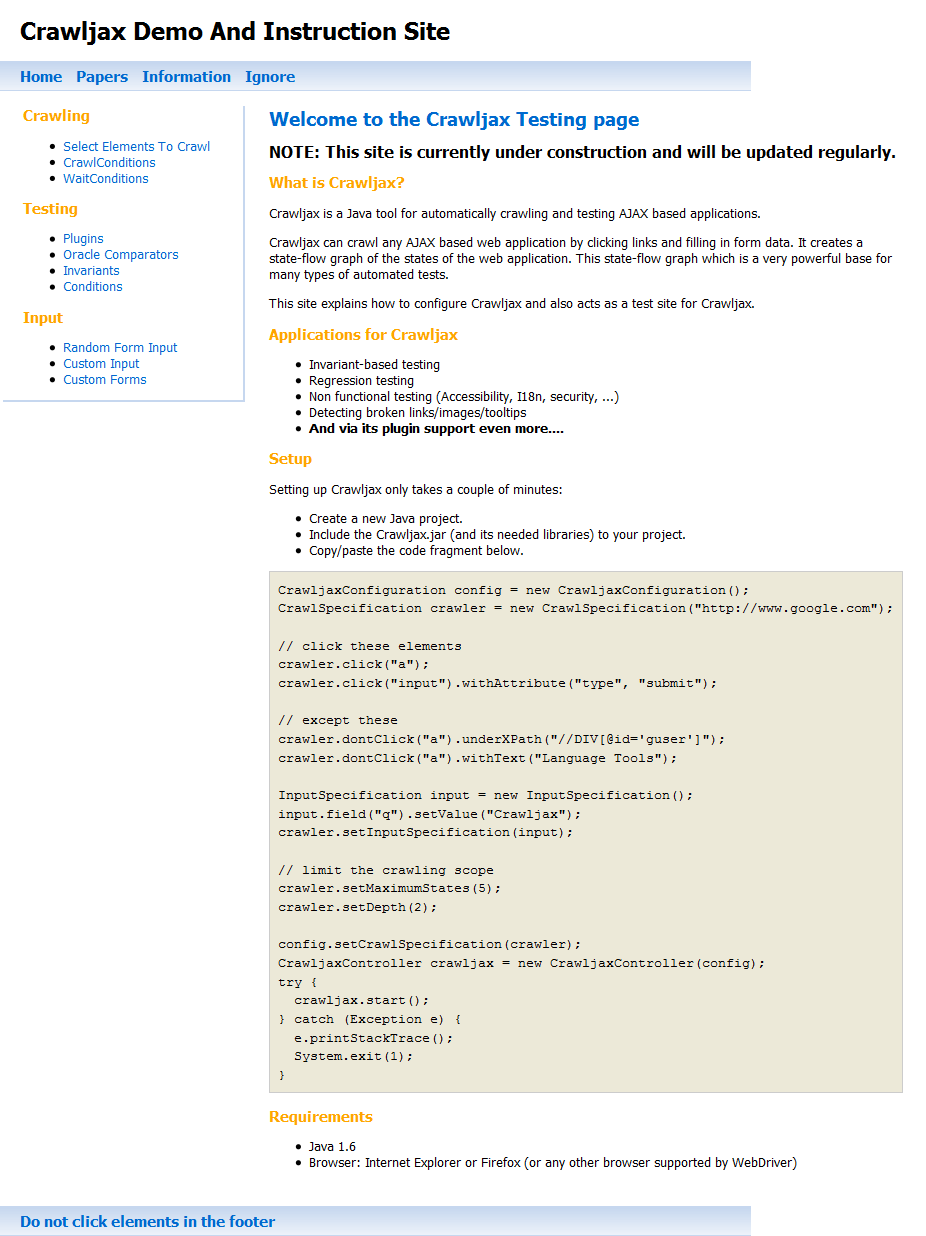 Crawljax Demo And Instruction Site
Home Papers Information Ignore
Crawling
Select Elements To Crawl
CrawlConditions
WaitConditions
Testing
Plugins
Oracle Comparators
Invariants
Conditions
Input
Random Form Input
Custom Input
Custom Forms
Welcome to the Crawljax Testing page
NOTE: This site is currently under construction and will be updated regularly.
What is Crawljax?
Crawljax is a Java tool for automatically crawling and testing AJAX based applications.
Crawljax can crawl any AJAX based web application by clicking links and filling in form data. It creates a
state-flow graph of the states of the web application. This state-flow graph which is a very powerful base for
many types of automated tests.
This site explains how to configure Crawljax and also acts as a test site for Crawljax.
Applications for Crawljax
Invariant-based testing
Regression testing
Non functional testing (Accessibility, I18n, security, ...)
Detecting broken links/images/tooltips
And via its plugin support even more....
Setup
Setting up Crawljax only takes a couple of minutes:
Create a new Java project.
Include the Crawljax.jar (and its needed libraries) to your project.
Copy/paste the code fragment below.
CrawljaxConfiguration config = new CrawljaxConfiguration();
CrawlSpecification crawler = new CrawlSpecification("http://www.google.com");
// click these elements
crawler.click("a");
crawler.click("input").withAttribute("type", "submit");
// except these
crawler.dontClick("a").underXPath("//DIV[@id='guser']");
crawler.dontClick("a").withText("Language Tools");
InputSpecification input = new InputSpecification();
input.field("q").setValue("Crawljax");
crawler.setInputSpecification(input);
// limit the crawling scope
crawler.setMaximumStates(5);
crawler.setDepth(2);
config.setCrawlSpecification(crawler);
CrawljaxController crawljax = new CrawljaxController(config);
try {
  crawljax.start();
} catch (Exception e) {
  e.printStackTrace();
  System.exit(1);
}
Requirements
Java 1.6
Browser: Internet Explorer or Firefox (or any other browser supported by WebDriver)
Do not click elements in the footer